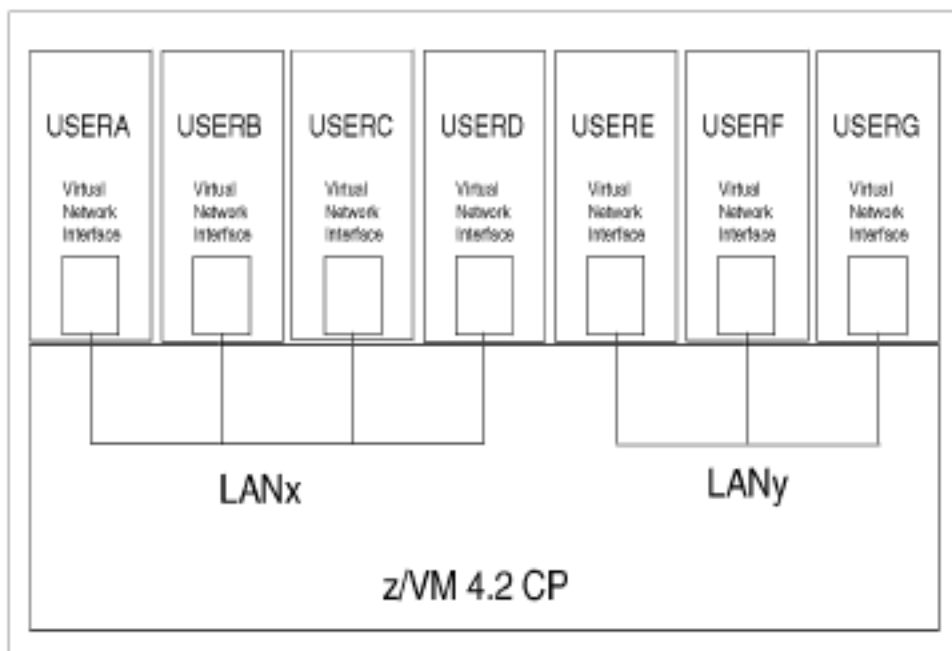 USERA USERB USERC USERD USERE USERF USERG
Virtual Virtual Virtual Virtual Virtual Virtual Virtual
Network Network Network Network Network Network Network
Interface Interface Interface Interface Interface Interface Interface
LANx LANy
z/VM 4.2 CP